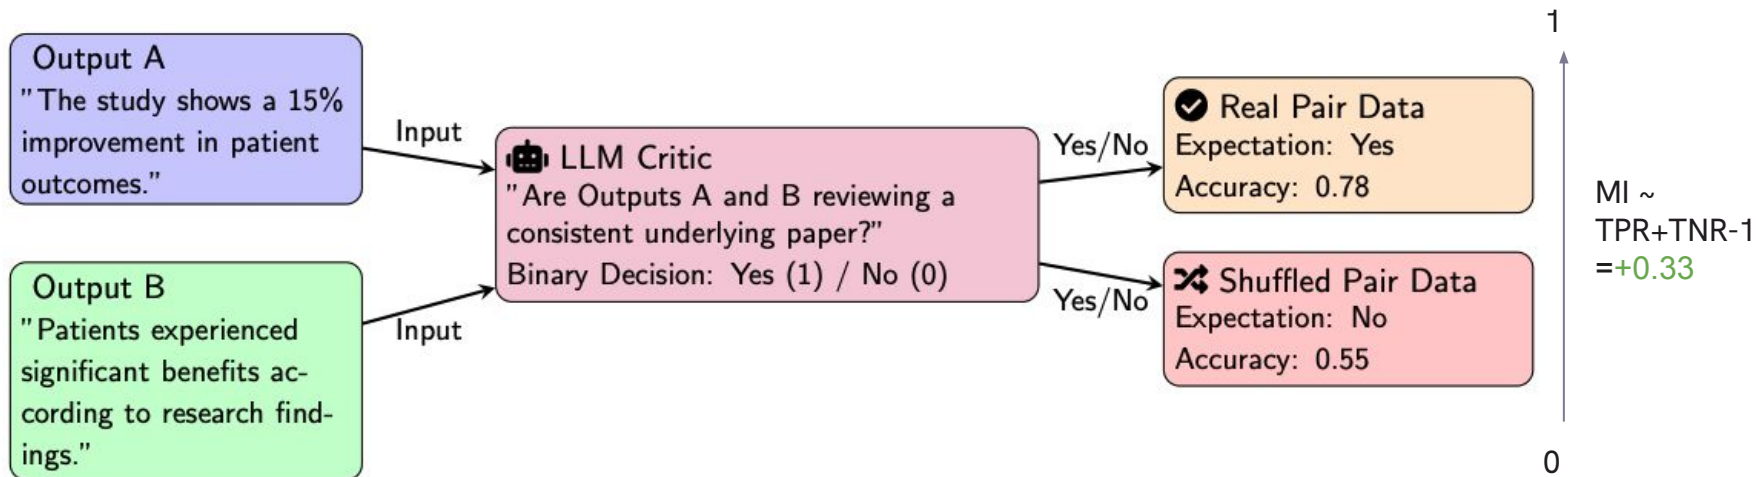 Output A
"The study shows a 15%
improvement in patient
outcomes."
Output B
"Patients experienced
significant benefits ac-
cording to research find-
ings."
Input
Input
LLM Critic
"Are Outputs A and B reviewing a
consistent underlying paper?"
Binary Decision: Yes (1) / No (0)
Yes/No
Yes/No
Real Pair Data
Expectation: Yes
Accuracy: 0.78
Shuffled Pair Data
Expectation: No
Accuracy: 0.55
1
0
MI ~
TPR+TNR-1
=+0.33